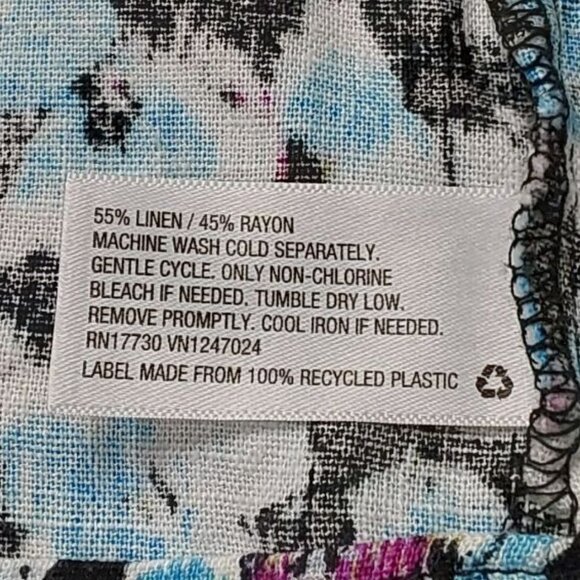 55% LINEN / 45% RAYON
MACHINE WASH COLD SEPARATELY.
GENTLE CYCLE. ONLY NON-CHLORINE
BLEACH IF NEEDED. TUMBLE DRY LOW.
REMOVE PROMPTLY. COOL IRON IF NEEDED.
RN17730 VN1247024
LABEL MADE FROM 100% RECYCLED PLASTIC